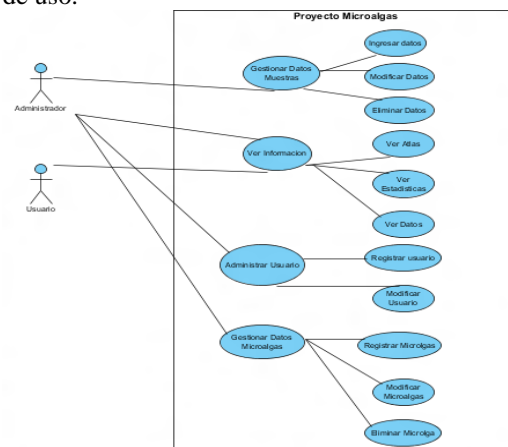 de uso.
Proyecto Microalgas
Ingresar datos
Gestionar Datos
Muestras
Modificar Datos
Eliminar Datos
Administrador
Ver Informacion
Ver Atlas
Ver
Estadisticas
Ver Datos
Usuario
Administrar Usuario
Registrar usuario
Modificar
Usuario
Gestionar Datos
Microalgas
Registrar Microlgas
Modificar
Microalgas
Eliminar Microlga